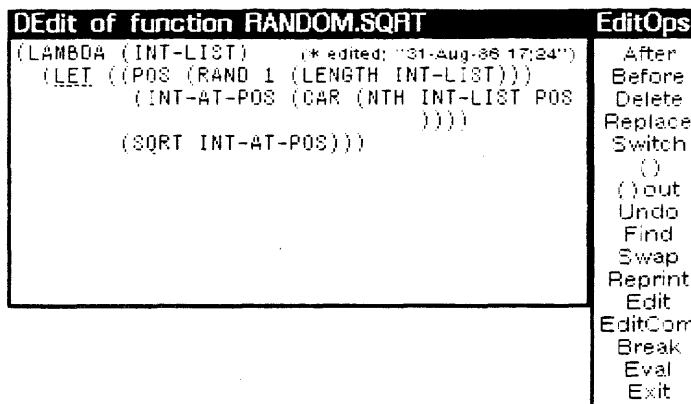 DEdit of function RANDOM.SQRT
(LAMBDA (INT-LIST) (* edited: "31-Aug-86 17:24")
(LET ((POS (RAND 1 (LENGTH INT-LIST)))
(INT-AT-POS (CAR (NTH INT-LIST POS
))))
(SQRT INT-AT-POS)))
EditOps
After
Before
Delete
Replace
Switch
()
() out
Undo
Find
Swap
Reprint
Edit
EditCom
Break
Eval
Exit